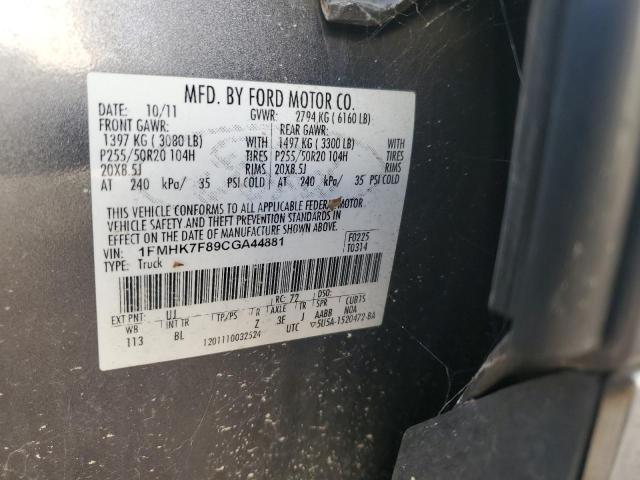 MFD. BY FORD MOTOR CO.
DATE: 10/11 GVWR: 2794 KG ( 6160 LB)
FRONT GAWR: REAR GAWR:
1397 KG ( 3080 LB) WITH 1497 KG ( 3300 LB) WITH
P255/50R20 104H TIRES P255/50R20 104H TIRES
20X8.5J RIMS 20X8.5J RIMS
AT 240 kPa/ 35 PSI COLD AT 240 kPa/ 35 PSI COLD
THIS VEHICLE CONFORMS TO ALL APPLICABLE FEDERAL MOTOR
VEHICLE SAFETY AND THEFT PREVENTION STANDARDS IN
EFFECT ON THE DATE OF MANUFACTURE SHOWN ABOVE.
VIN: 1FMHK7F89CGA44881 F0225
TYPE: Truck T0314
RC: 72 DSO:
EXT PNT: UJ
WB INT TR TP/PS R AXLE TR SPR CUBTS
113 BL Z 3E J AABB NOA
1201110032524 UTC 5U5A-1520472-BA